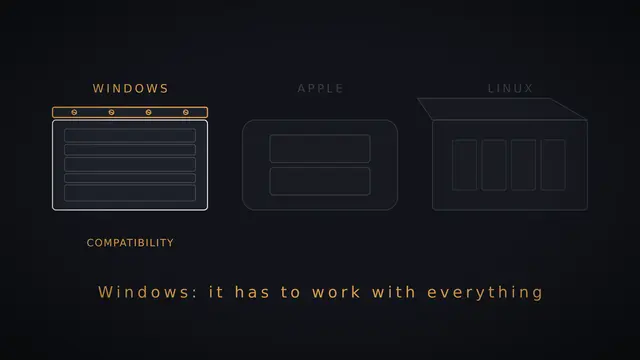 WINDOWS
APPLE
LINUX
COMPATIBILITY
Windows: it has to work with everything